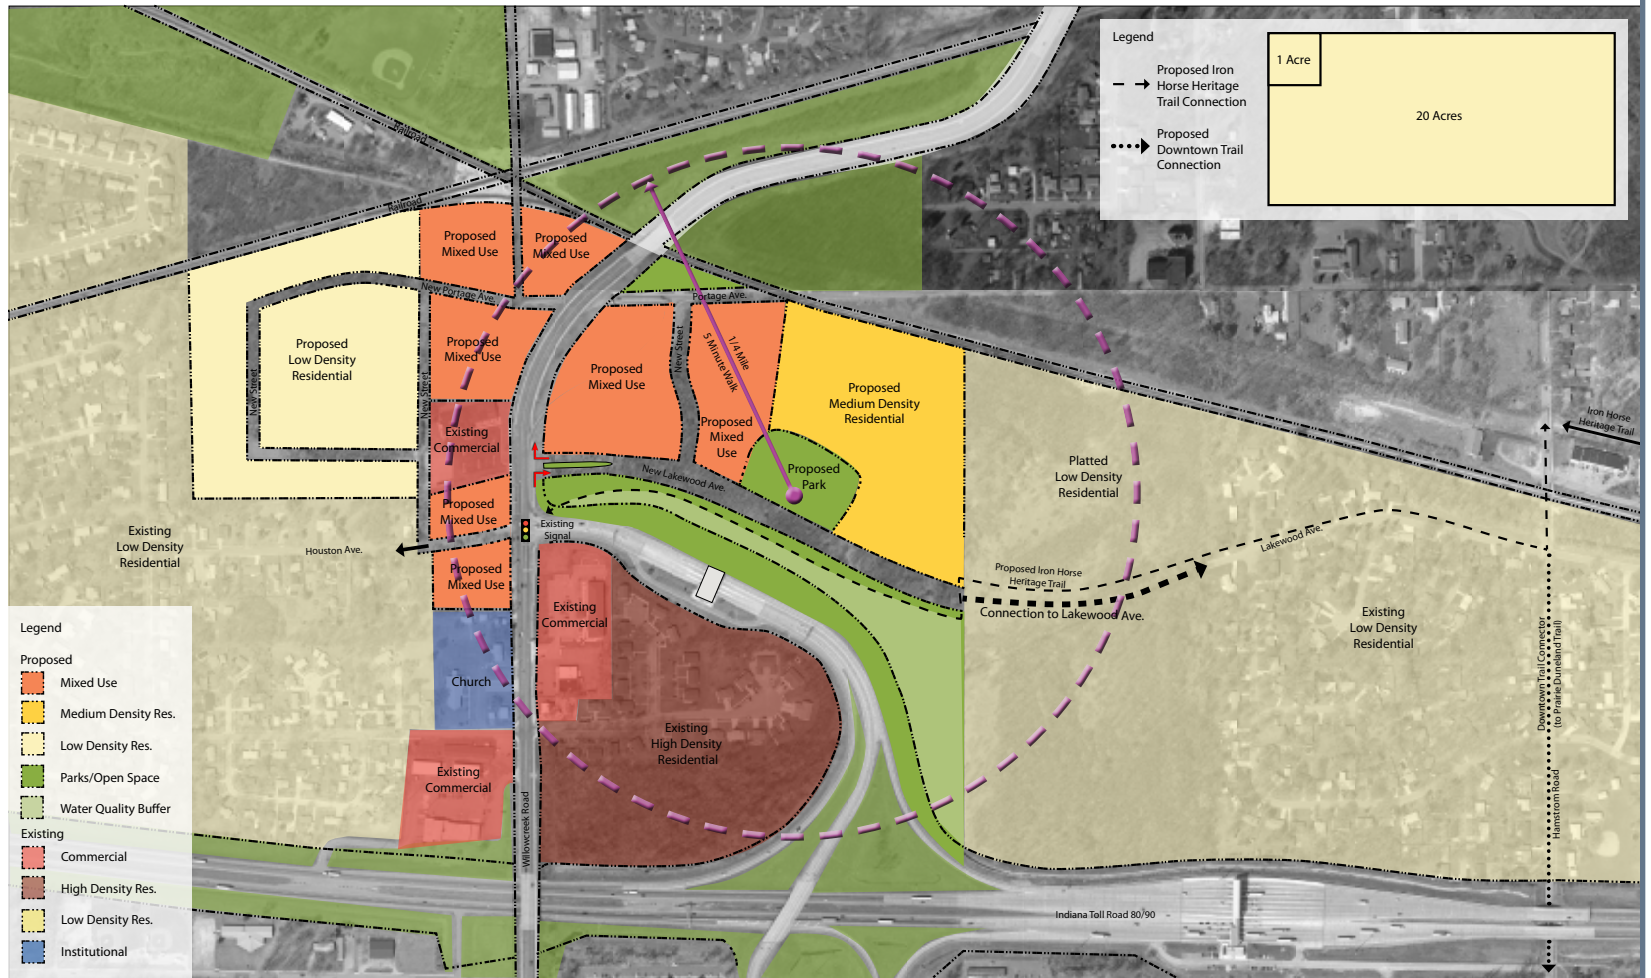 Legend
Proposed Iron
Horse Heritage
Trail Connection
Proposed
Downtown Trail
Connection
1 Acre
20 Acres
Railroad
Railroad
Proposed
Mixed Use
Proposed
Mixed Use
New Portage Ave.
Portage Ave.
Proposed
Low Density
Residential
New Street
New Street
Proposed
Mixed Use
Proposed
Mixed Use
New Street
1/4 Mile
5 Minute Walk
Proposed
Mixed
Use
Proposed
Medium Density
Residential
Existing
Commercial
Proposed
Park
New Lakewood Ave.
Platted
Low Density
Residential
Iron Horse
Heritage Trail
Proposed
Mixed Use
Existing
Signal
Existing
Low Density
Residential
Houston Ave.
Lakewood Ave.
Proposed
Mixed Use
Proposed Iron Horse
Heritage Trail
Connection to Lakewood Ave.
Existing
Commercial
Existing
Low Density
Residential
Church
Existing
High Density
Residential
Downtown Trail Connector
(to Prairie Duneland Trail)
Existing
Commercial
Willowcreek Road
Hamstrom Road
Indiana Toll Road 80/90
Legend
Proposed
Mixed Use
Medium Density Res.
Low Density Res.
Parks/Open Space
Water Quality Buffer
Existing
Commercial
High Density Res.
Low Density Res.
Institutional